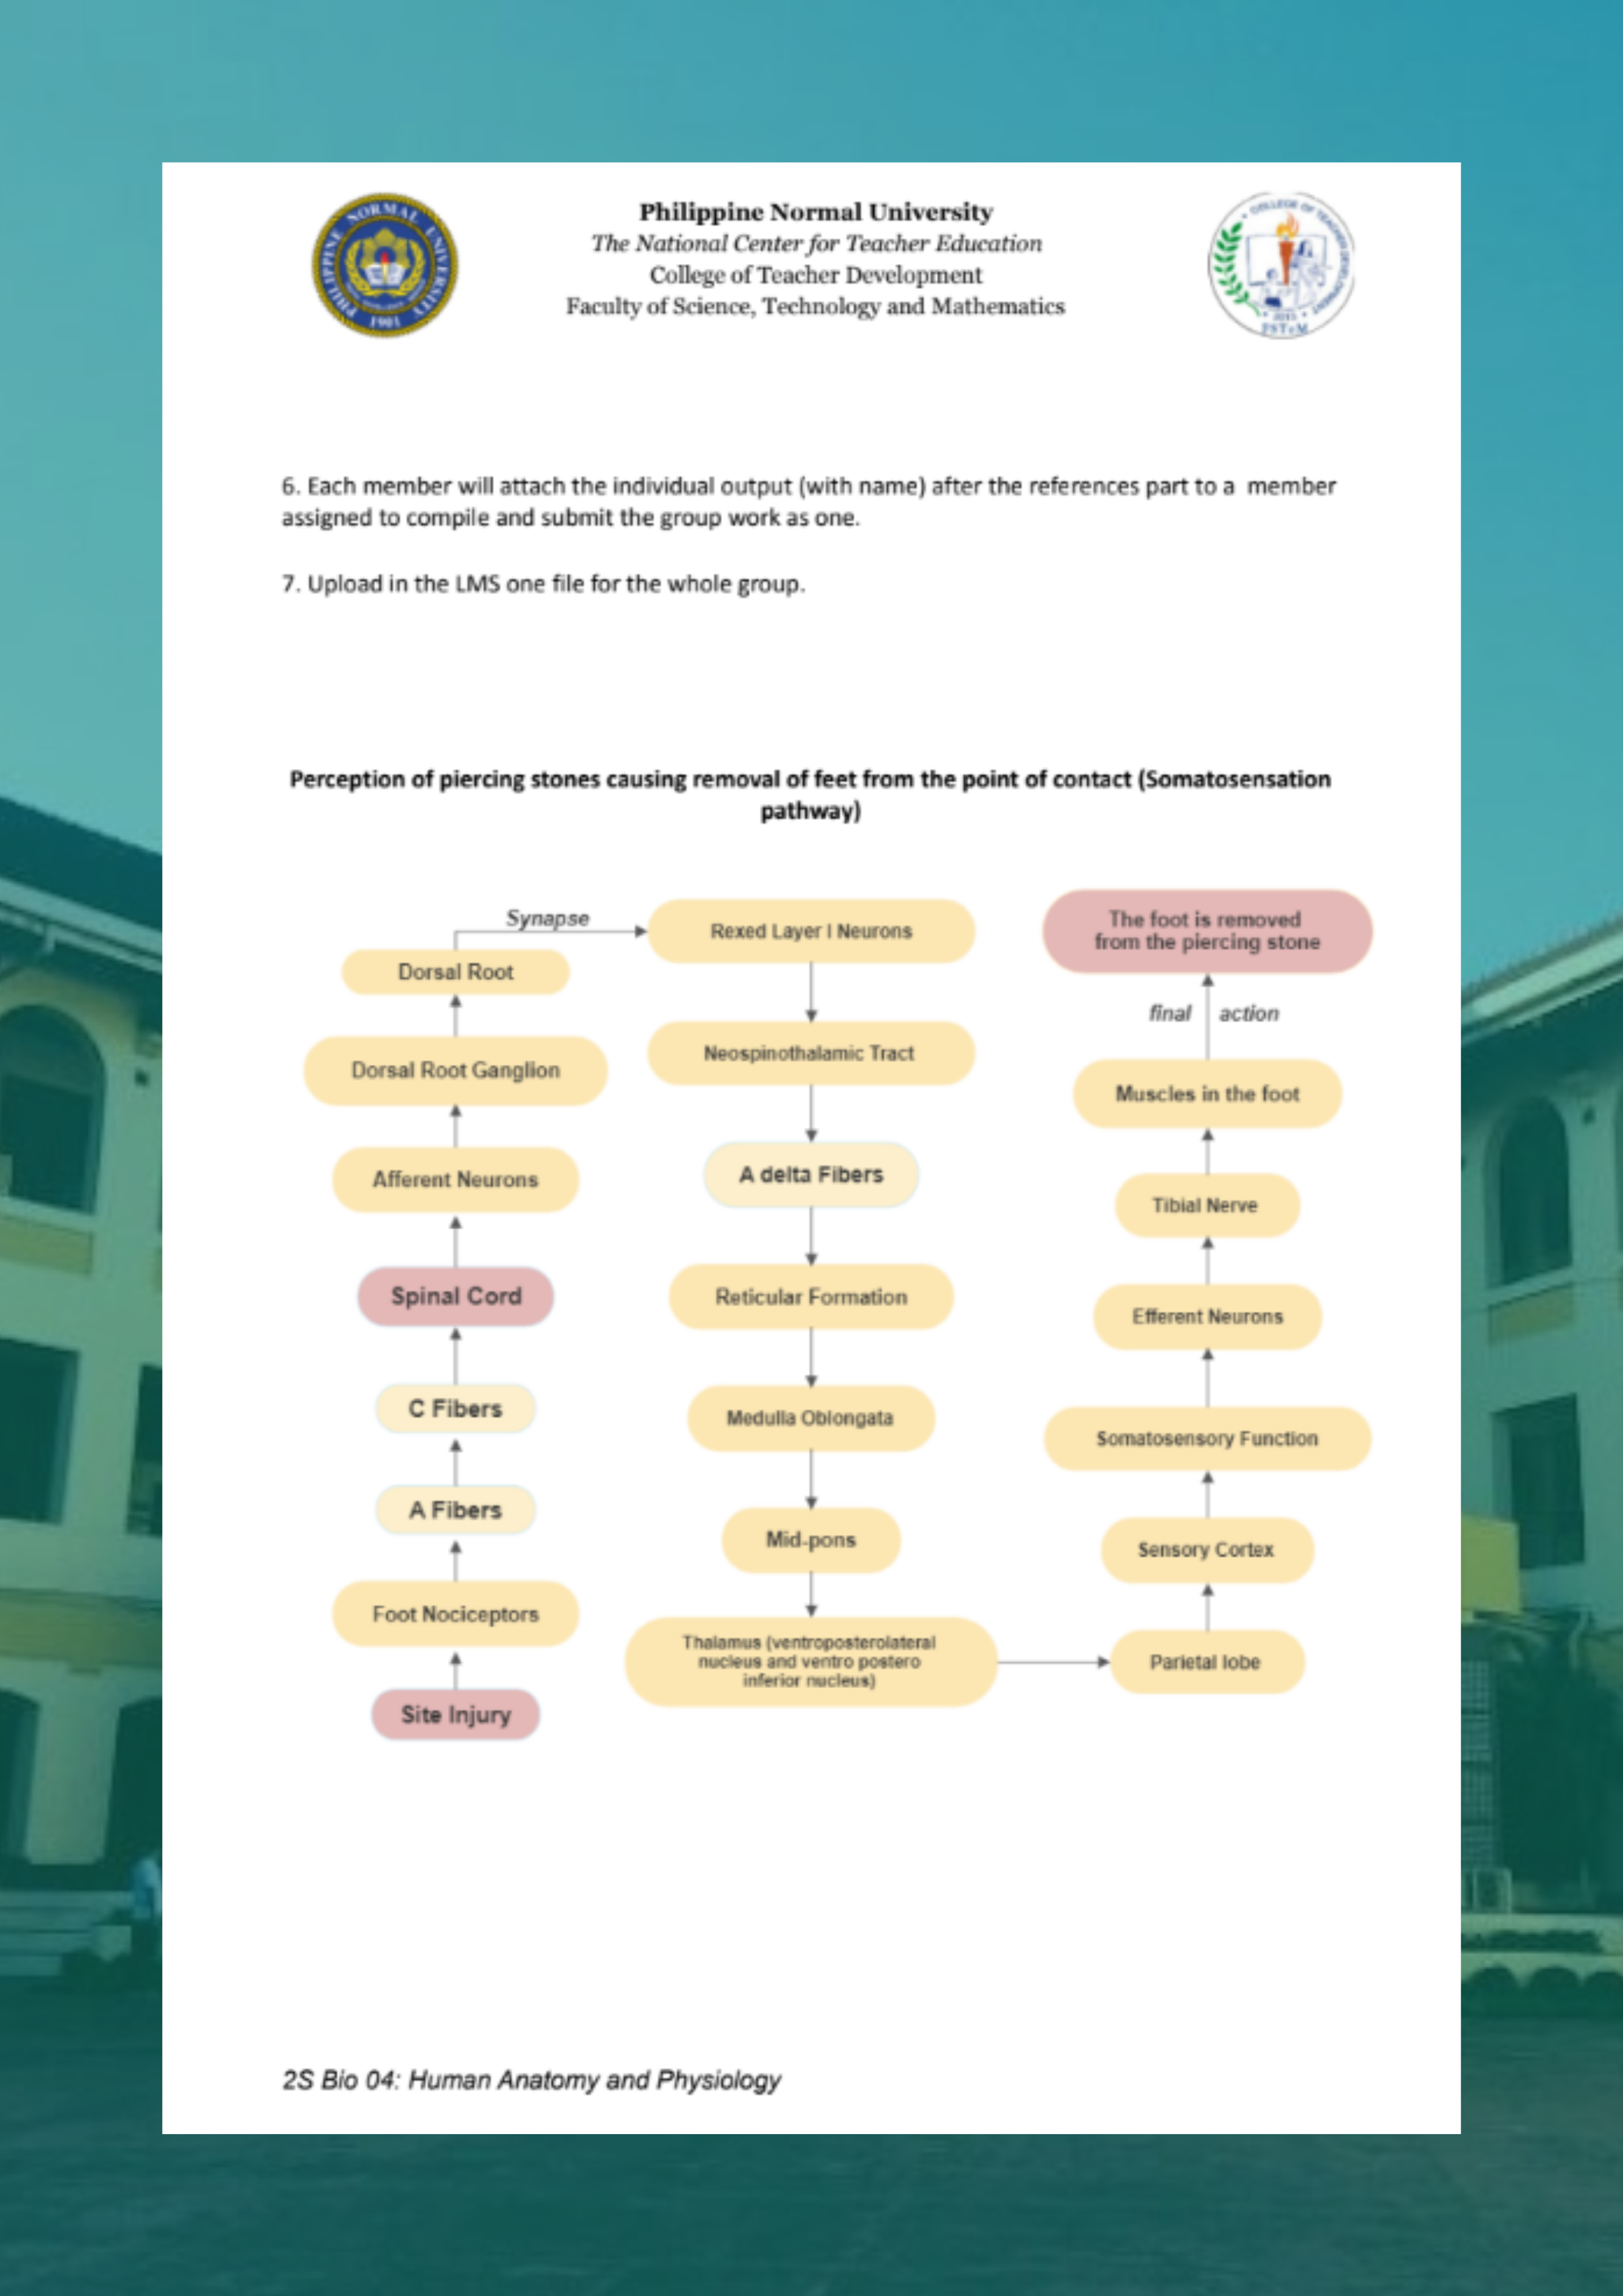 PHILIPPINE NORMAL UNIVERSITY
1901
Philippine Normal University
The National Center for Teacher Education
College of Teacher Development
Faculty of Science, Technology and Mathematics
COLLEGE OF TEACHER DEVELOPMENT
6. Each member will attach the individual output (with name) after the references part to a member
assigned to compile and submit the group work as one.
7. Upload in the LMS one file for the whole group.
Perception of piercing stones causing removal of feet from the point of contact (Somatosensation
pathway)
Synapse
Dorsal Root
Dorsal Root Ganglion
Afferent Neurons
Spinal Cord
C Fibers
A Fibers
Foot Nociceptors
Site Injury
Rexed Layer I Neurons
Neospinothalamic Tract
A delta Fibers
Reticular Formation
Medulla Oblongata
Mid-pons
Thalamus (ventroposterolateral
nucleus and ventro postero
inferior nucleus)
The foot is removed
from the piercing stone
final action
Muscles in the foot
Tibial Nerve
Efferent Neurons
Somatosensory Function
Sensory Cortex
Parietal lobe
2S Bio 04: Human Anatomy and Physiology